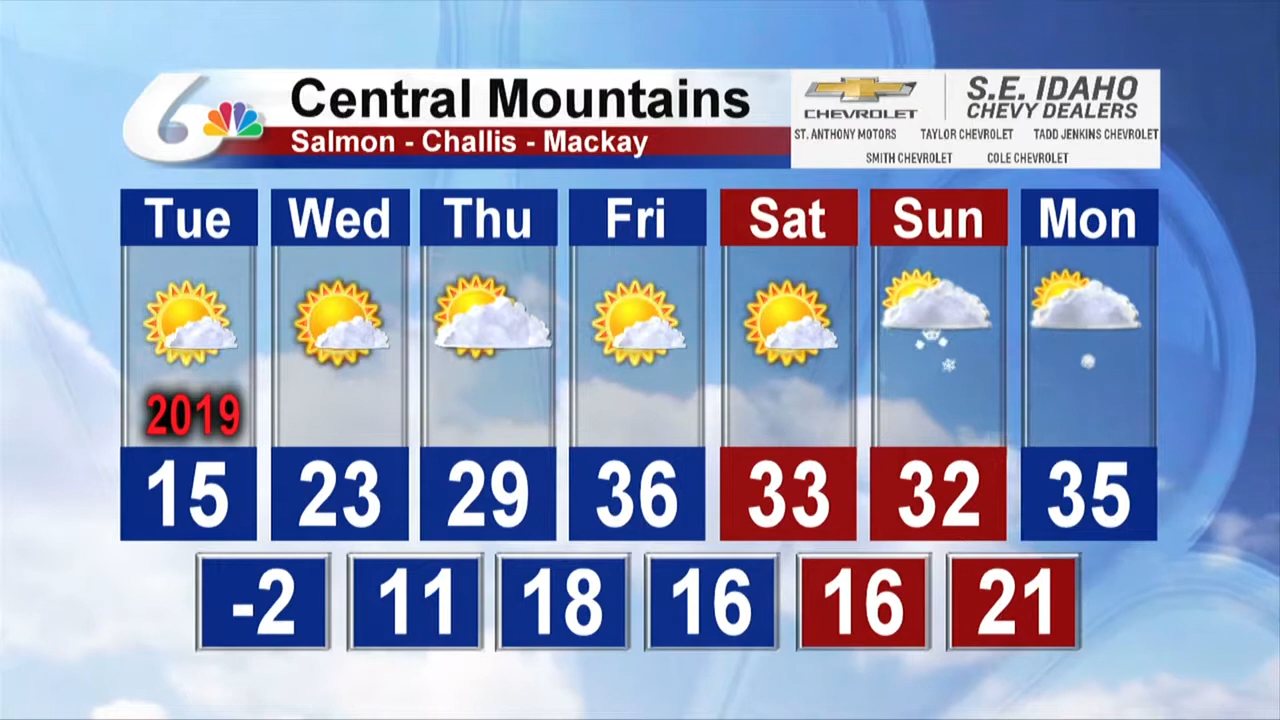 6
Central Mountains
Salmon - Challis - Mackay
CHEVROLET
S.E. IDAHO
CHEVY DEALERS
ST. ANTHONY MOTORS TAYLOR CHEVROLET TADD JENKINS CHEVROLET
SMITH CHEVROLET COLE CHEVROLET
Tue Wed Thu Fri Sat Sun Mon
2019
15 23 29 36 33 32 35
-2 11 18 16 16 21